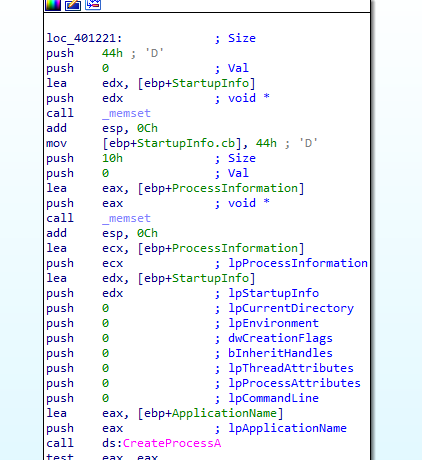 loc_401221: ; Size
push 44h ; 'D'
push 0 ; Val
lea edx, [ebp+StartupInfo]
push edx ; void *
call _memset
add esp, 0Ch
mov [ebp+StartupInfo.cb], 44h ; 'D'
push 10h ; Size
push 0 ; Val
lea eax, [ebp+ProcessInformation]
push eax ; void *
call _memset
add esp, 0Ch
lea ecx, [ebp+ProcessInformation]
push ecx ; lpProcessInformation
lea edx, [ebp+StartupInfo]
push edx ; lpStartupInfo
push 0 ; lpCurrentDirectory
push 0 ; lpEnvironment
push 0 ; dwCreationFlags
push 0 ; bInheritHandles
push 0 ; lpThreadAttributes
push 0 ; lpProcessAttributes
push 0 ; lpCommandLine
lea eax, [ebp+ApplicationName]
push eax ; lpApplicationName
call ds:CreateProcessA
test eax, eax